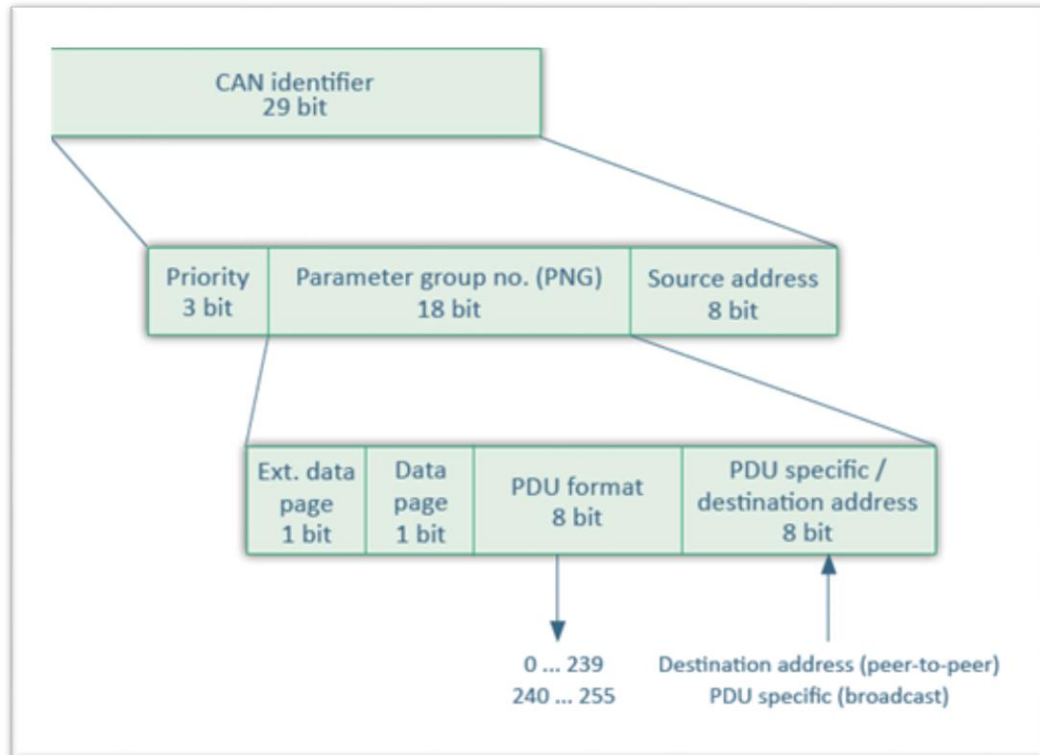 CAN identifier
29 bit
Priority
3 bit
Parameter group no. (PNG)
18 bit
Source address
8 bit
Ext. data
page
1 bit
Data
page
1 bit
PDU format
8 bit
PDU specific /
destination address
8 bit
0 ... 239
Destination address (peer-to-peer)
240 ... 255
PDU specific (broadcast)